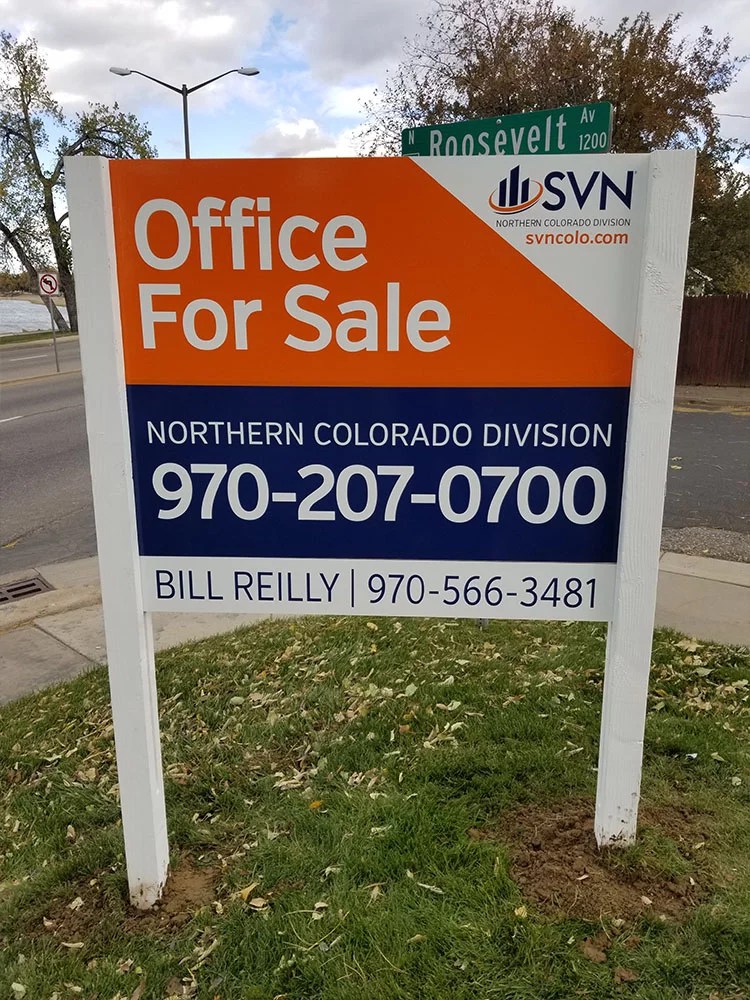 N Roosevelt Av
1200
SVN
NORTHERN COLORADO DIVISION
svncolo.com
Office
For Sale
NORTHERN COLORADO DIVISION
970-207-0700
BILL REILLY | 970-566-3481